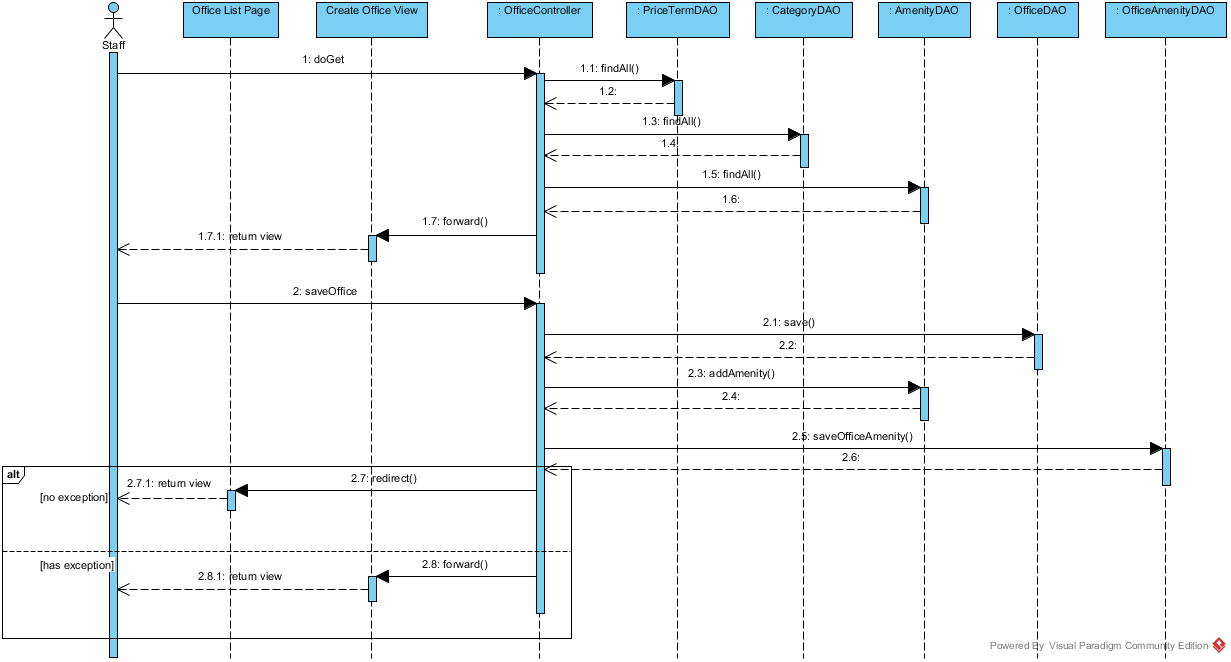 Office List Page
Create Office View
: OfficeController
: PriceTermDAO
: CategoryDAO
: AmenityDAO
: OfficeDAO
: OfficeAmenityDAO
Staff
1: doGet
1.1: findAll()
1.2:
1.3: findAll()
1.4
1.5: findAll()
1.6:
1.7: forward()
1.7.1: return view
2: saveOffice
2.1: save()
2.2:
2.3: addAmenity()
2.4:
2.5: saveOfficeAmenity()
2.6:
alt
2.7: redirect()
2.7.1: return view
[no exception]
[has exception]
2.8: forward()
2.8.1: return view
Powered By Visual Paradigm Community Edition